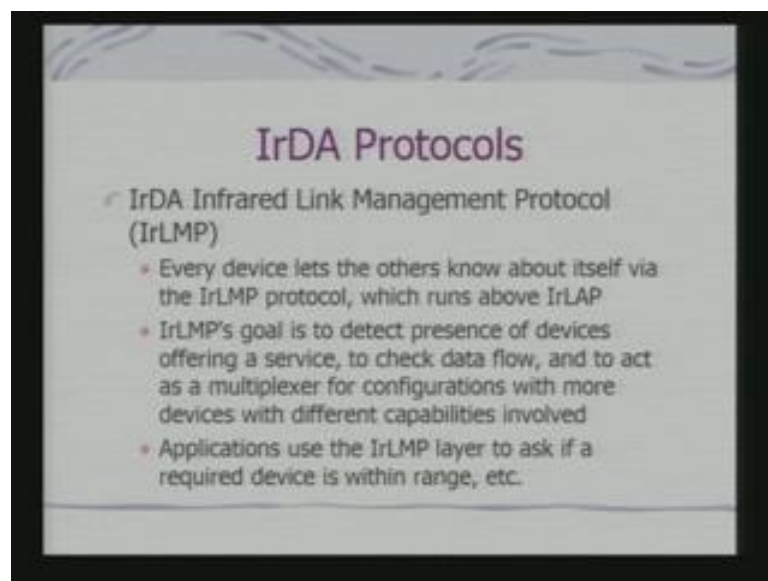 IrDA Protocols
IrDA Infrared Link Management Protocol
(IrLMP)
Every device lets the others know about itself via
the IrLMP protocol, which runs above IrLAP
IrLMP's goal is to detect presence of devices
offering a service, to check data flow, and to act
as a multiplexer for configurations with more
devices with different capabilities involved
Applications use the IrLMP layer to ask if a
required device is within range, etc.